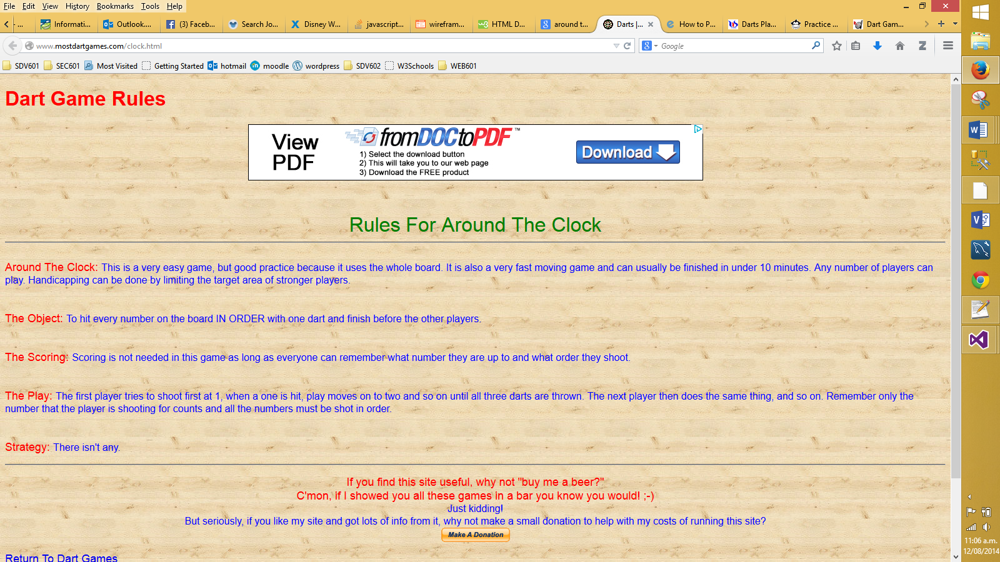 File Edit View History Bookmarks Tools Help
- ... Informati... Outlook.... (3) Faceb... Search Jo... Disney W... javascript... wirefram... HTML D... around t... Darts |... How to P... Darts Pla... Practice ... Dart Gam...
www.mostdartgames.com/clock.html Google
SDV601 SEC601 Most Visited Getting Started hotmail moodle wordpress SDV602 W3Schools WEB601
Dart Game Rules
View PDF
fromDOCtoPDF™
1) Select the download button
2) This will take you to our web page
3) Download the FREE product
Download
Rules For Around The Clock
Around The Clock: This is a very easy game, but good practice because it uses the whole board. It is also a very fast moving game and can usually be finished in under 10 minutes. Any number of players can
play. Handicapping can be done by limiting the target area of stronger players.
The Object: To hit every number on the board IN ORDER with one dart and finish before the other players.
The Scoring: Scoring is not needed in this game as long as everyone can remember what number they are up to and what order they shoot.
The Play: The first player tries to shoot first at 1, when a one is hit, play moves on to two and so on until all three darts are thrown. The next player then does the same thing, and so on. Remember only the
number that the player is shooting for counts and all the numbers must be shot in order.
Strategy: There isn't any.
If you find this site useful, why not "buy me a beer?"
C'mon, if I showed you all these games in a bar you know you would! ;-)
Just kidding!
But seriously, if you like my site and got lots of info from it, why not make a small donation to help with my costs of running this site?
Make A Donation
Return To Dart Games
11:06 a.m.
12/08/2014